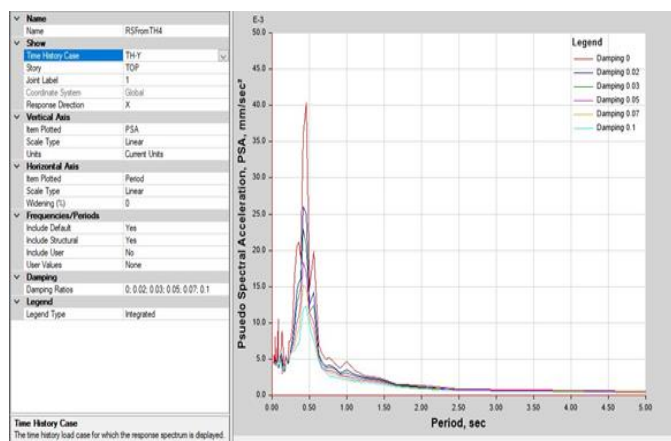 Name
Name RSFromTH4
Show
Time History Case TH-Y
Story TOP
Joint Label 1
Coordinate System Global
Response Direction X
Vertical Axis
Item Plotted PSA
Scale Type Linear
Units Current Units
Horizontal Axis
Item Plotted Period
Scale Type Linear
Widening (%) 0
Frequencies/Periods
Include Default Yes
Include Structural Yes
Include User No
User Values None
Damping
Damping Ratios 0; 0.02; 0.03; 0.05; 0.07; 0.1
Legend
Legend Type Integrated
Time History Case
The time history load case for which the response spectrum is displayed.
E-3
50.0
45.0
40.0
35.0
30.0
25.0
20.0
15.0
10.0
5.0
0.0
Psuedo Spectral Acceleration, PSA, mm/sec²
Legend
Damping 0
Damping 0.02
Damping 0.03
Damping 0.05
Damping 0.07
Damping 0.1
0.00 0.50 1.00 1.50 2.00 2.50 3.00 3.50 4.00 4.50 5.00
Period, sec